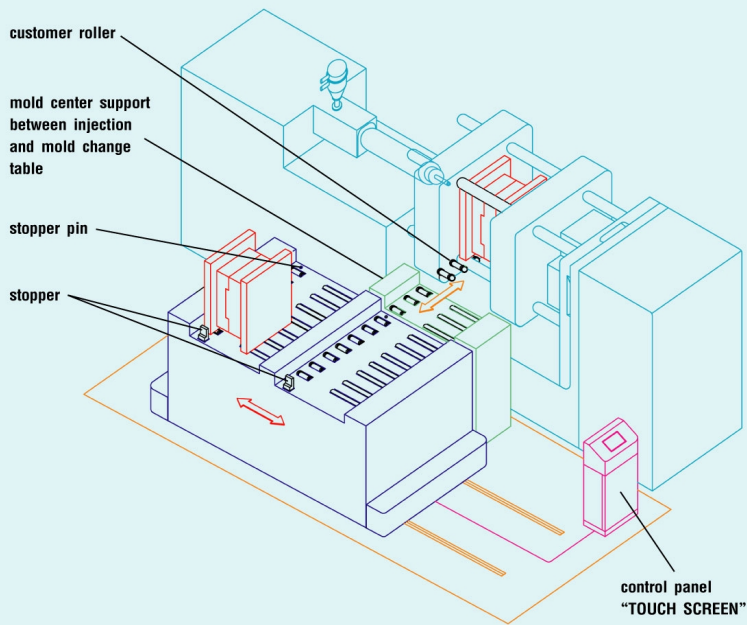 customer roller
mold center support
between injection
and mold change
table
stopper pin
stopper
control panel
“TOUCH SCREEN”